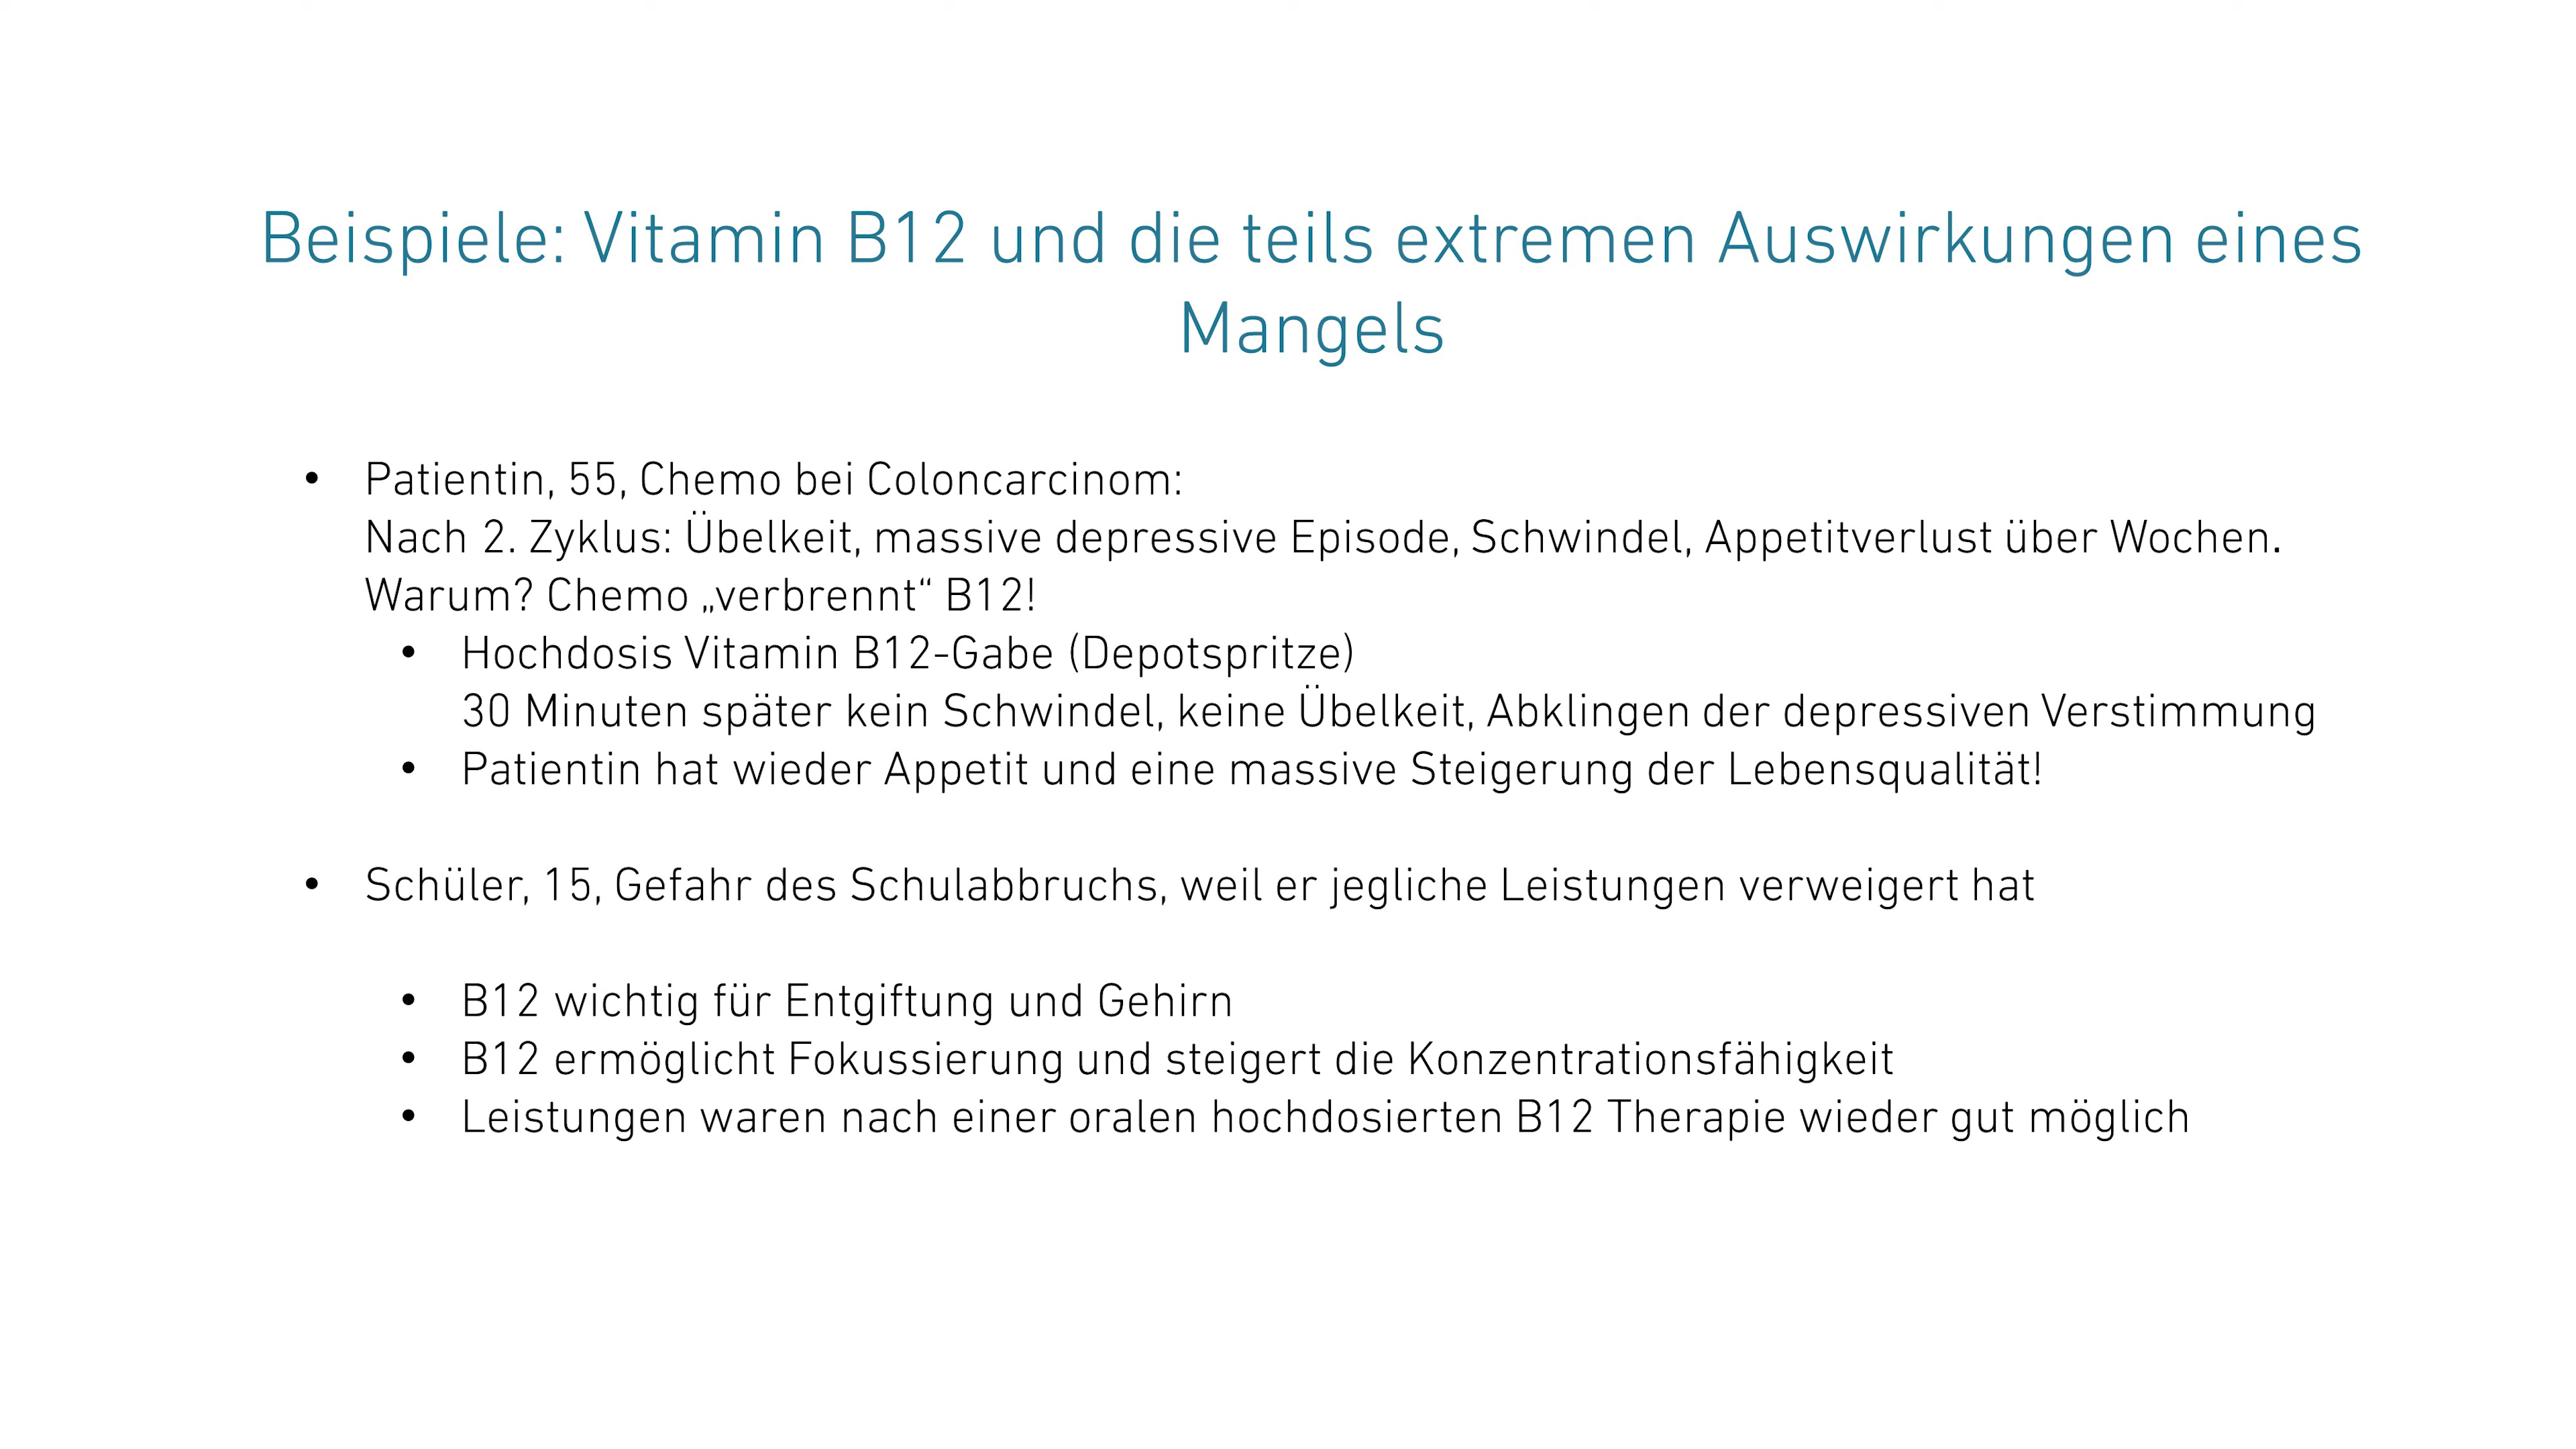 Beispiele: Vitamin B12 und die teils extremen Auswirkungen eines
Mangels
• Patientin, 55, Chemo bei Coloncarcinom:
Nach 2. Zyklus: Übelkeit, massive depressive Episode, Schwindel, Appetitverlust über Wochen.
Warum? Chemo „verbrennt“ B12!
• Hochdosis Vitamin B12-Gabe (Depotspritze)
30 Minuten später kein Schwindel, keine Übelkeit, Abklingen der depressiven Verstimmung
• Patientin hat wieder Appetit und eine massive Steigerung der Lebensqualität!
• Schüler, 15, Gefahr des Schulabbruchs, weil er jegliche Leistungen verweigert hat
• B12 wichtig für Entgiftung und Gehirn
• B12 ermöglicht Fokussierung und steigert die Konzentrationsfähigkeit
• Leistungen waren nach einer oralen hochdosierten B12 Therapie wieder gut möglich